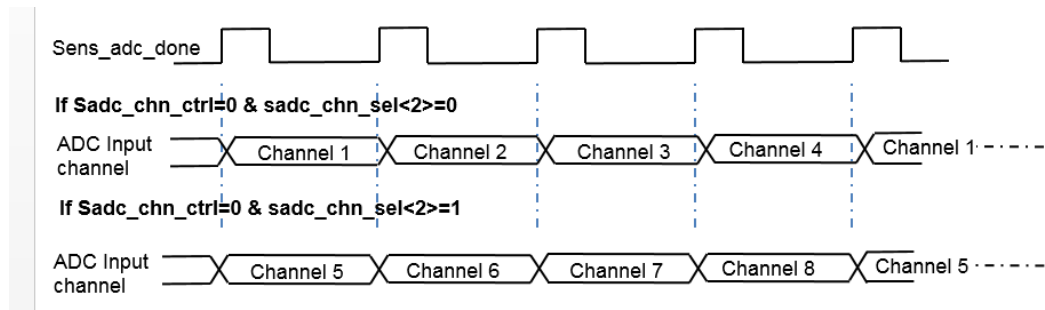 Sens_adc_done
If Sadc_chn_ctrl=0 & sadc_chn_sel<2>=0
ADC Input
channel
Channel 1
Channel 2
Channel 3
Channel 4
Channel 1
If Sadc_chn_ctrl=0 & sadc_chn_sel<2>=1
ADC Input
channel
Channel 5
Channel 6
Channel 7
Channel 8
Channel 5